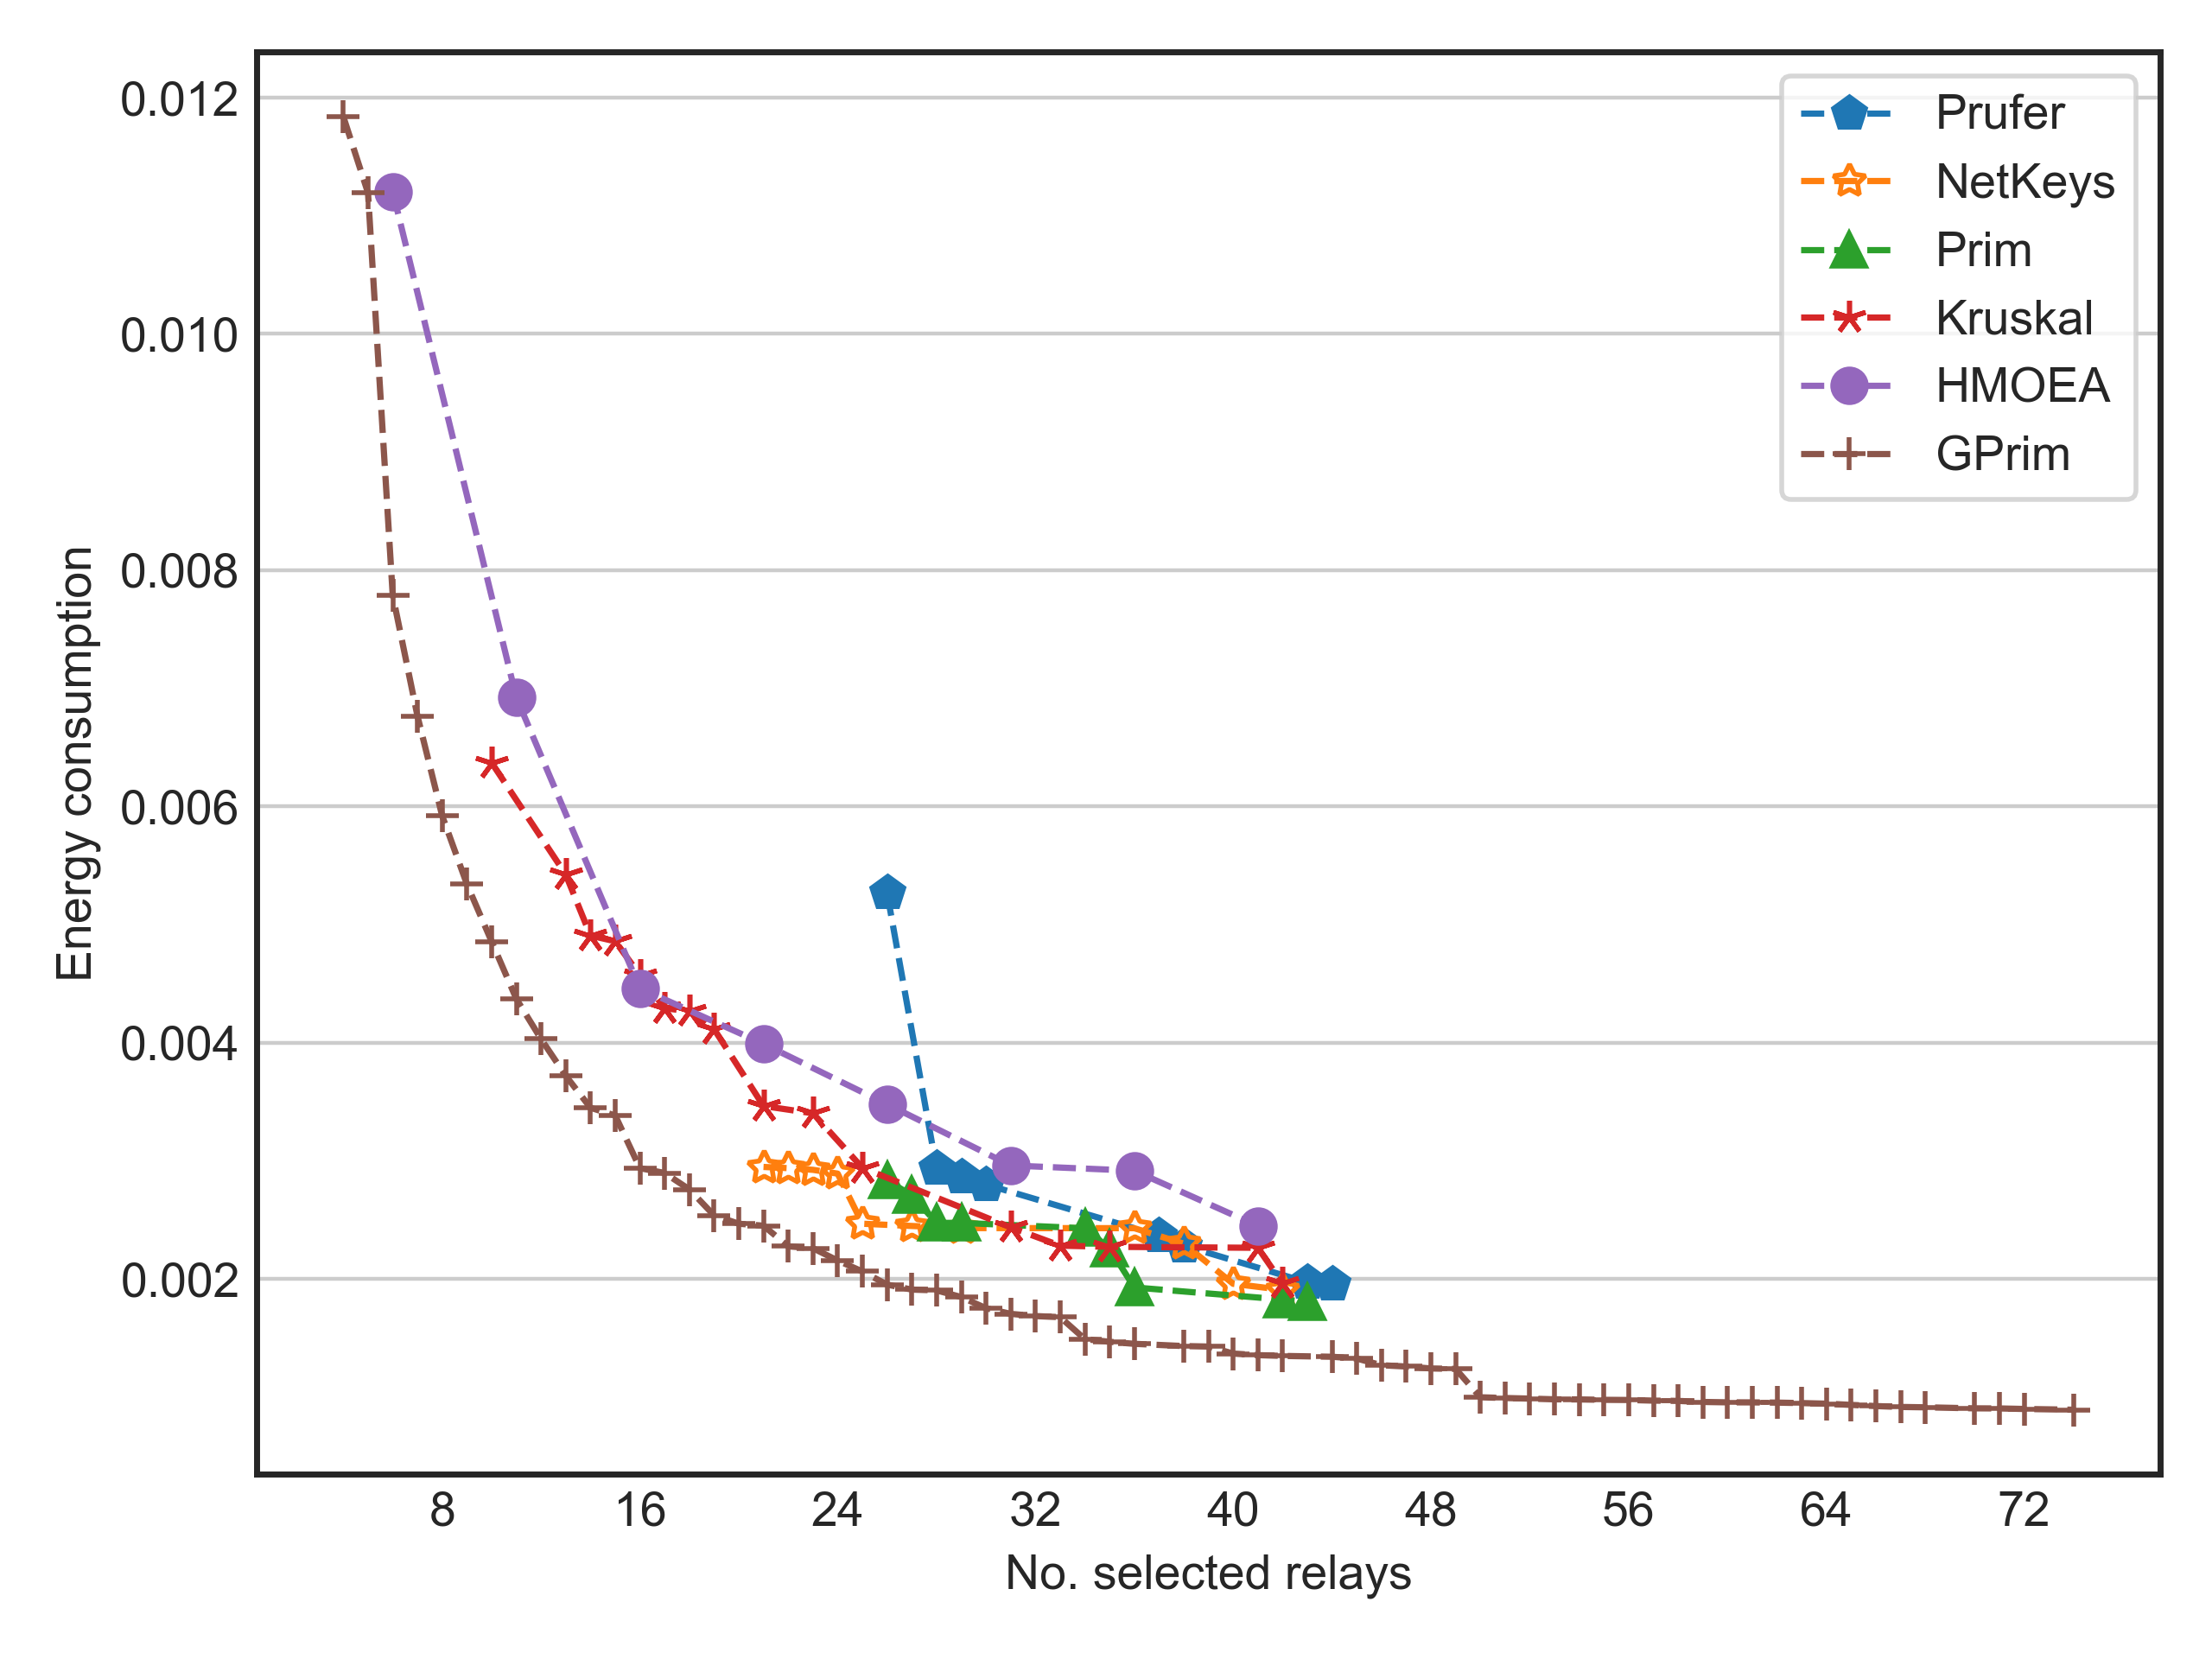 Energy consumption
0.012
0.010
0.008
0.006
0.004
0.002
Prufer
NetKeys
Prim
Kruskal
HMOEA
GPrim
8 16 24 32 40 48 56 64 72
No. selected relays